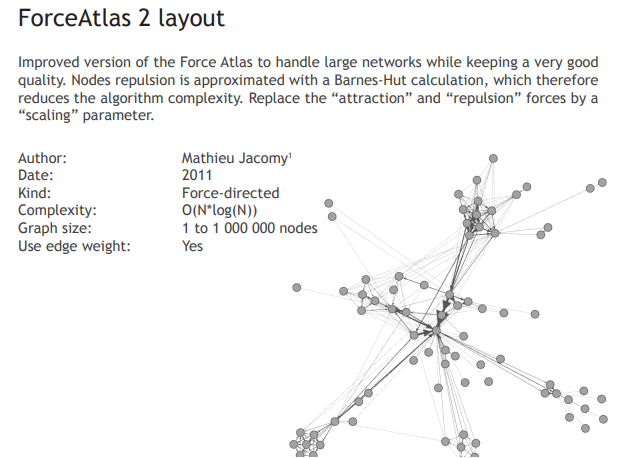 ForceAtlas 2 layout
Improved version of the Force Atlas to handle large networks while keeping a very good
quality. Nodes repulsion is approximated with a Barnes-Hut calculation, which therefore
reduces the algorithm complexity. Replace the “attraction” and “repulsion” forces by a
“scaling” parameter.
Author: Mathieu Jacomy¹
Date: 2011
Kind: Force-directed
Complexity: O(N*log(N))
Graph size: 1 to 1 000 000 nodes
Use edge weight: Yes